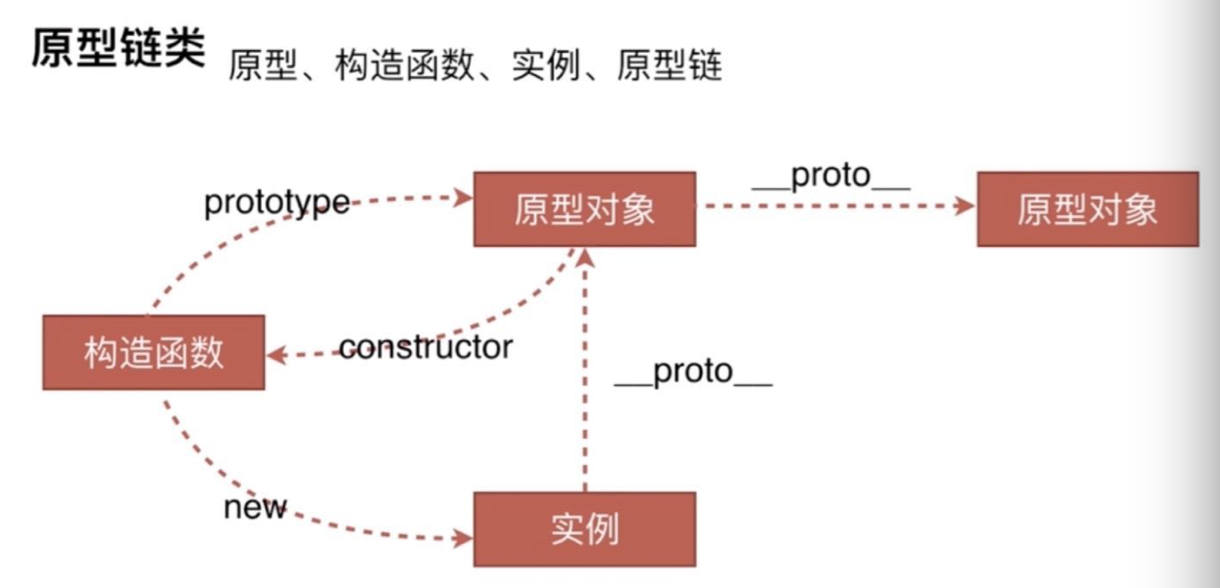 原型链类 原型、构造函数、实例、原型链
prototype
原型对象
__proto__
原型对象
构造函数
constructor
__proto__
new
实例